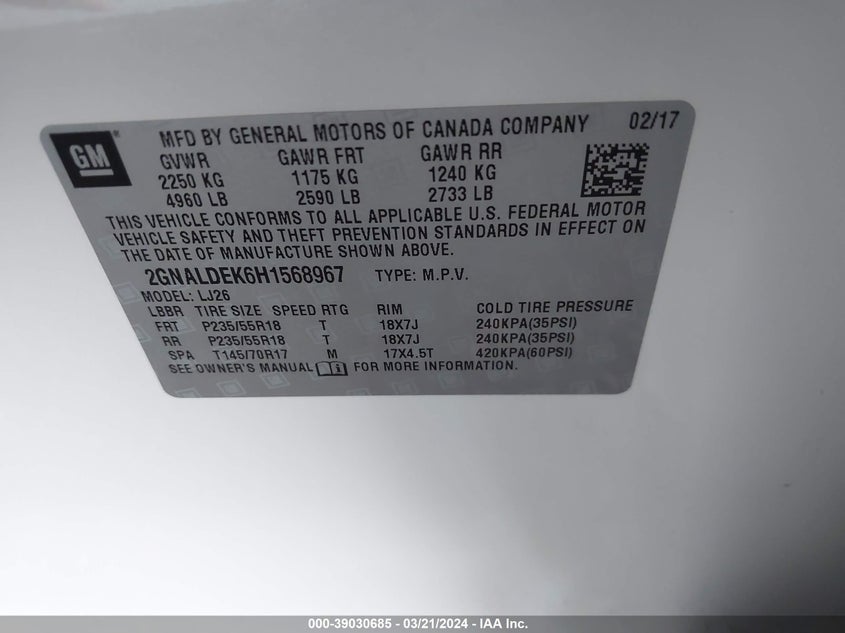 GM ® MFD BY GENERAL MOTORS OF CANADA COMPANY 02/17
GVWR GAWR FRT GAWR RR
2250 KG 1175 KG 1240 KG
4960 LB 2590 LB 2733 LB
THIS VEHICLE CONFORMS TO ALL APPLICABLE U.S. FEDERAL MOTOR
VEHICLE SAFETY AND THEFT PREVENTION STANDARDS IN EFFECT ON
THE DATE OF MANUFACTURE SHOWN ABOVE.
2GNALDEK6H1568967 TYPE: M.P.V.
MODEL: LJ26
LBBR TIRE SIZE SPEED RTG RIM COLD TIRE PRESSURE
FRT P235/55R18 T 18X7J 240KPA(35PSI)
RR P235/55R18 T 18X7J 240KPA(35PSI)
SPA T145/70R17 M 17X4.5T 420KPA(60PSI)
SEE OWNER'S MANUAL FOR MORE INFORMATION.
000-39030685 - 03/21/2024 - IAA Inc.